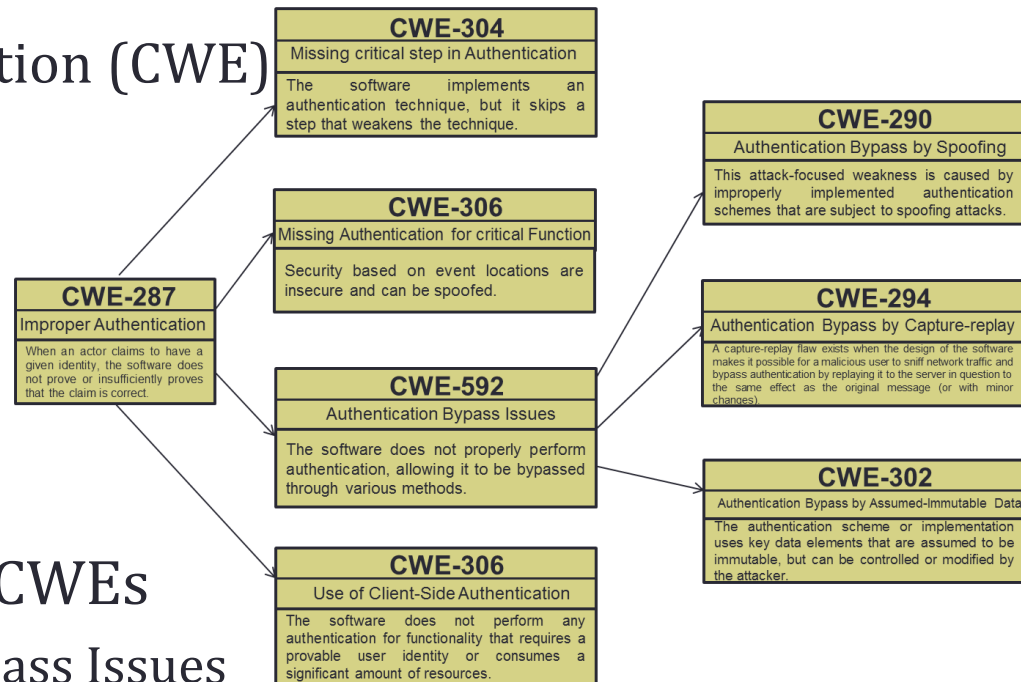 tion (CWE)
CWE-304
Missing critical step in Authentication
The software implements an
authentication technique, but it skips a
step that weakens the technique.
CWE-306
Missing Authentication for critical Function
Security based on event locations are
insecure and can be spoofed.
CWE-287
Improper Authentication
When an actor claims to have a
given identity, the software does
not prove or insufficiently proves
that the claim is correct.
CWE-592
Authentication Bypass Issues
The software does not properly perform
authentication, allowing it to be bypassed
through various methods.
CWE-306
Use of Client-Side Authentication
The software does not perform any
authentication for functionality that requires a
provable user identity or consumes a
significant amount of resources.
CWE-290
Authentication Bypass by Spoofing
This attack-focused weakness is caused by
improperly implemented authentication
schemes that are subject to spoofing attacks.
CWE-294
Authentication Bypass by Capture-replay
A capture-replay flaw exists when the design of the software
makes it possible for a malicious user to sniff network traffic and
bypass authentication by replaying it to the server in question to
the same effect as the original message (or with minor
changes).
CWE-302
Authentication Bypass by Assumed-Immutable Data
The authentication scheme or implementation
uses key data elements that are assumed to be
immutable, but can be controlled or modified by
the attacker.
CWEs
ass Issues